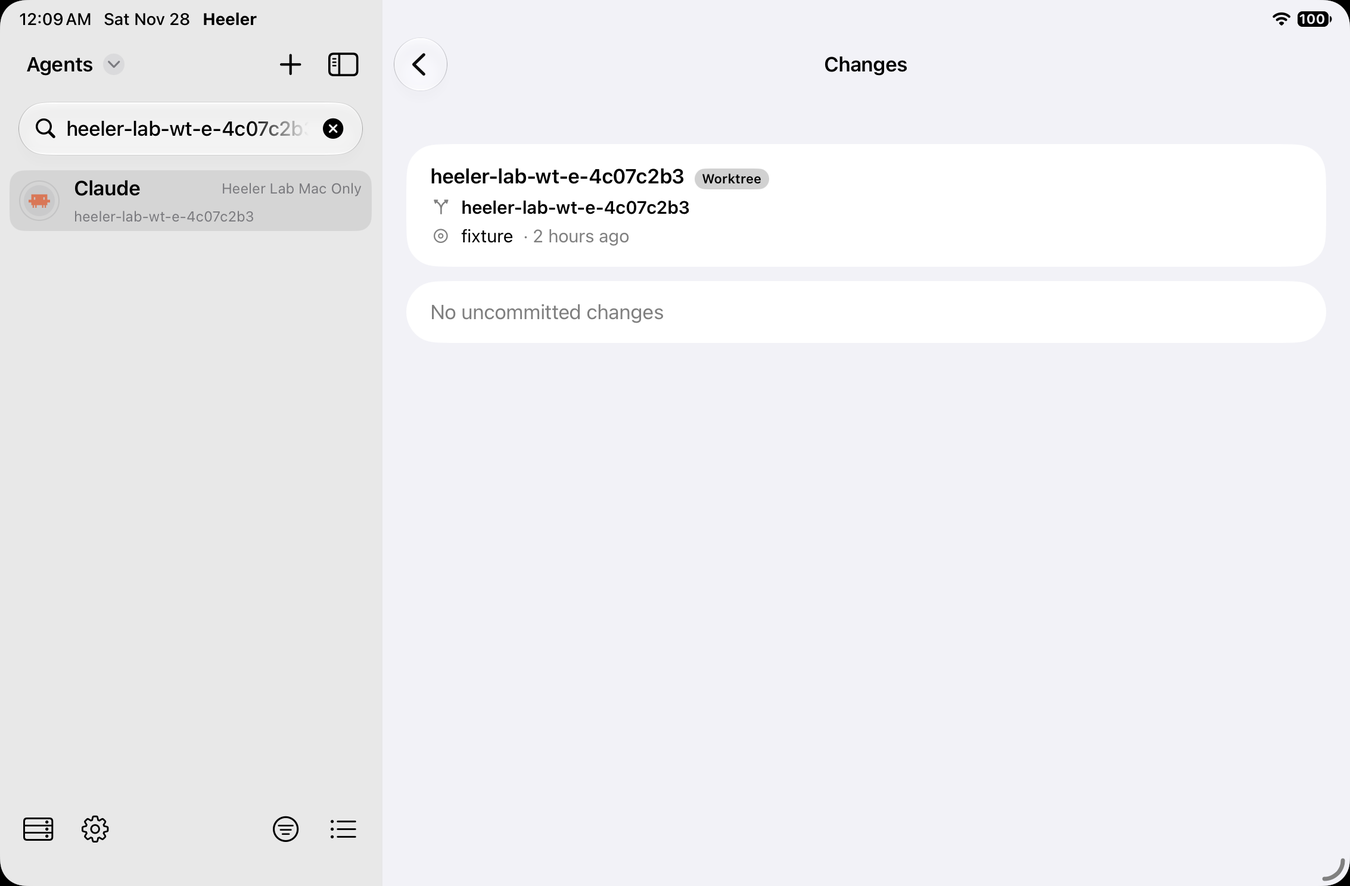 12:09 AM Sat Nov 28 Heeler
100
Agents
Changes
heeler-lab-wt-e-4c07c2b
Claude
Heeler Lab Mac Only
heeler-lab-wt-e-4c07c2b3
heeler-lab-wt-e-4c07c2b3 Worktree
heeler-lab-wt-e-4c07c2b3
fixture · 2 hours ago
No uncommitted changes